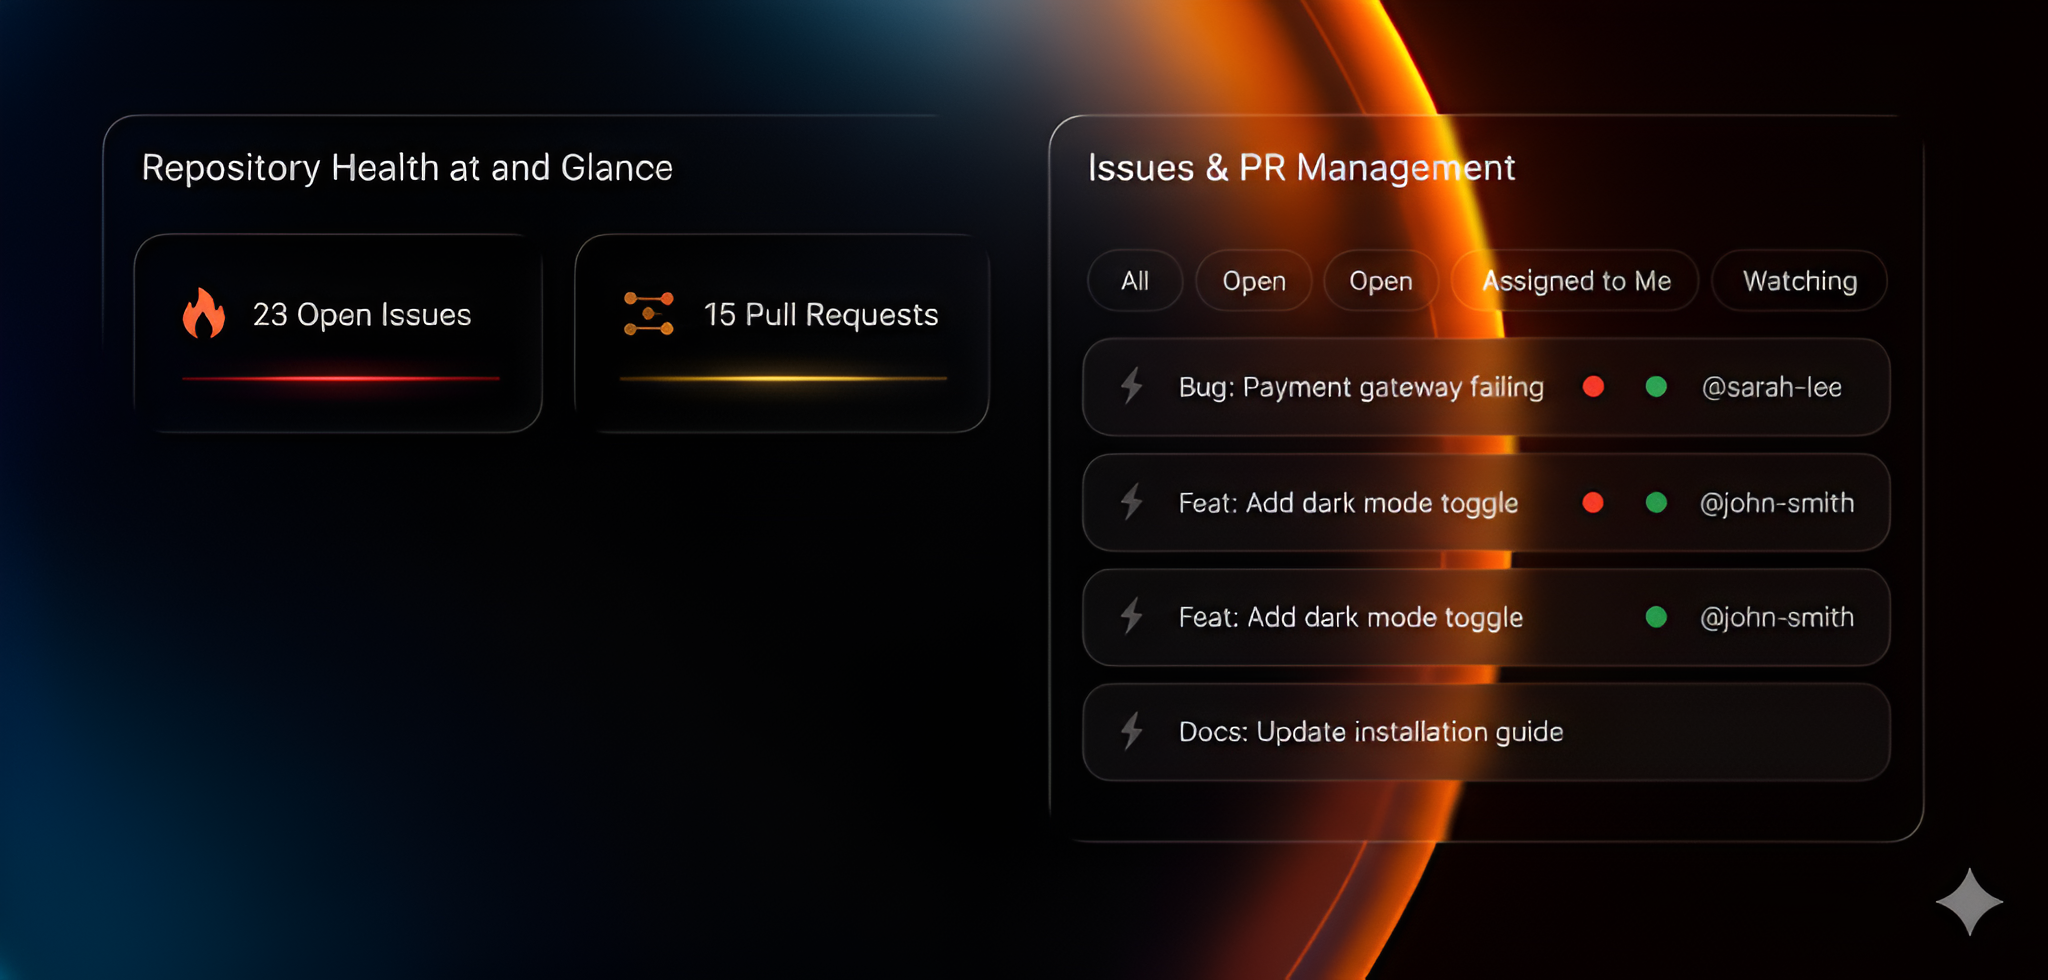 Repository Health at and Glance
23 Open Issues
15 Pull Requests
Issues & PR Management
All
Open
Open
Assigned to Me
Watching
Bug: Payment gateway failing
@sarah-lee
Feat: Add dark mode toggle
@john-smith
Feat: Add dark mode toggle
@john-smith
Docs: Update installation guide